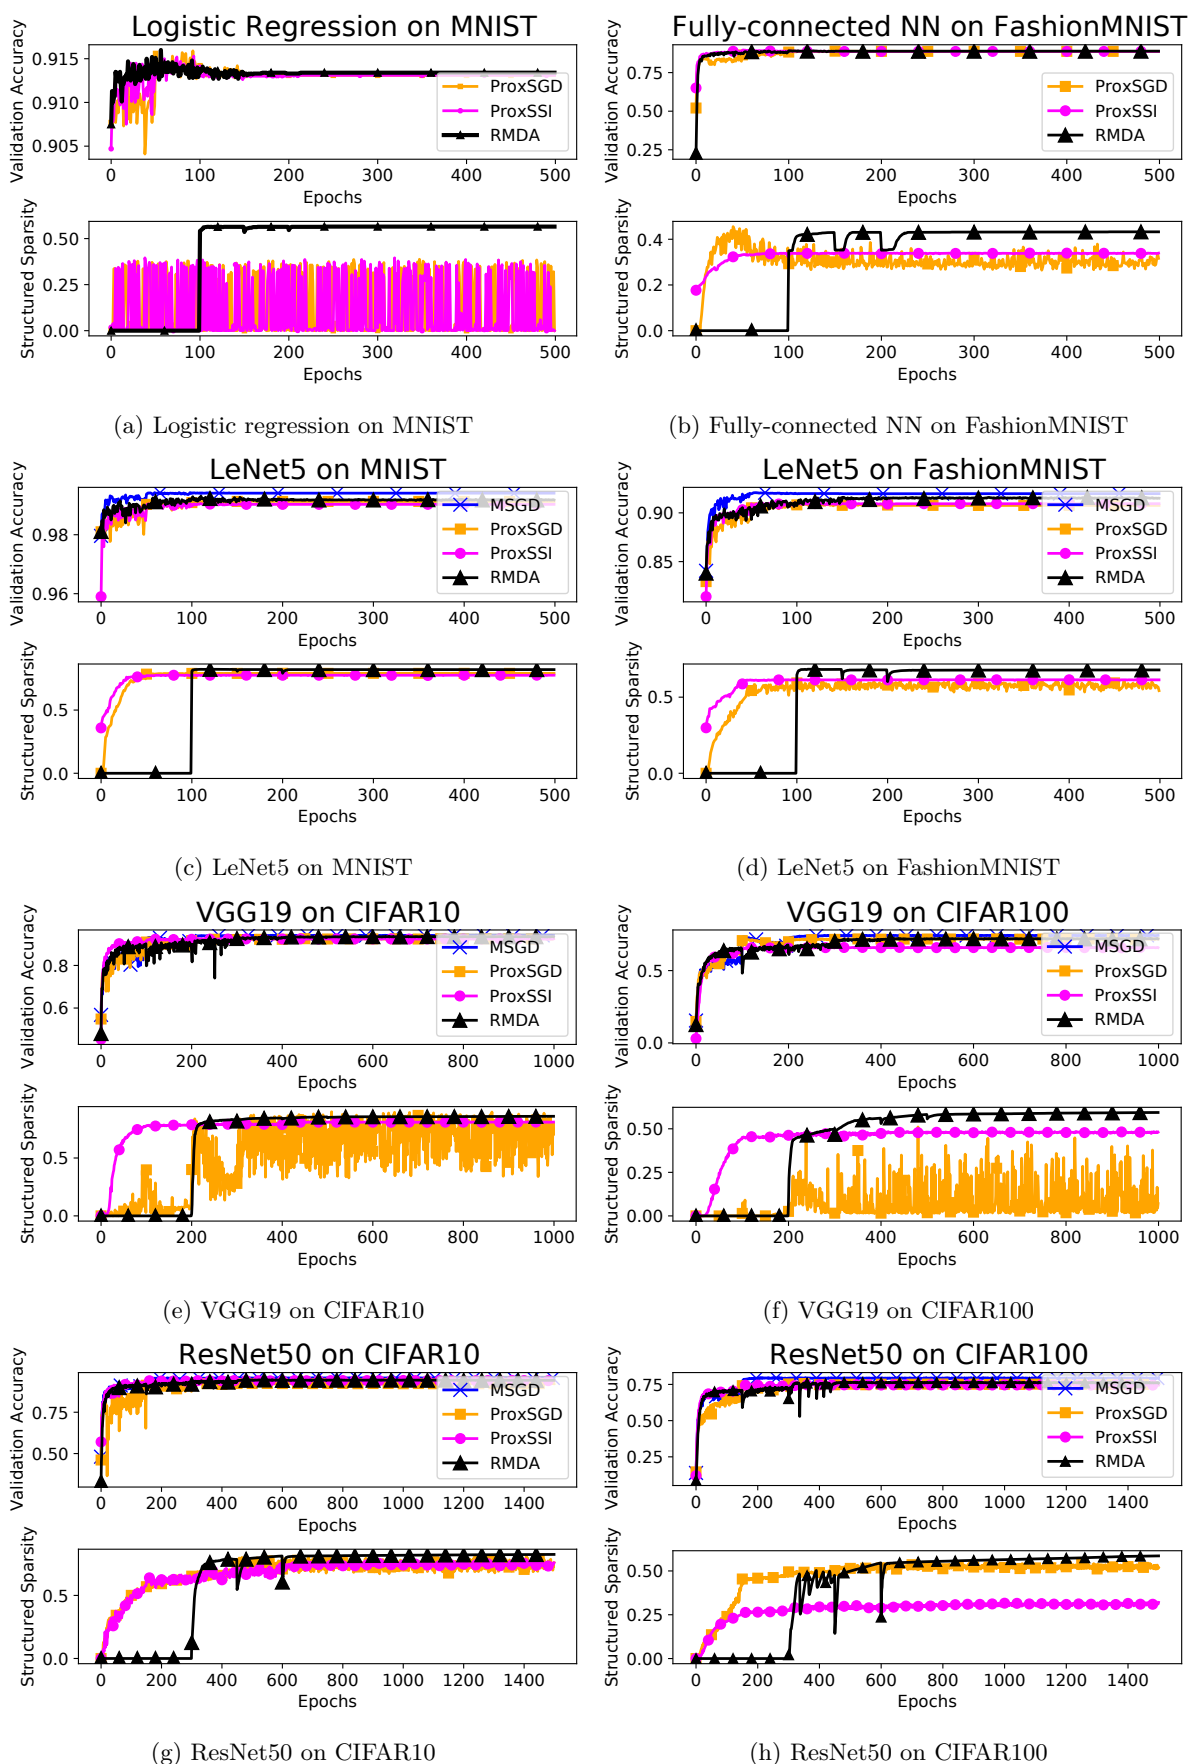 Logistic Regression on MNIST
Validation Accuracy
0.915
0.910
0.905
ProxSGD
ProxSSI
RMDA
0 100 200 300 400 500
Epochs
Structured Sparsity
0.50
0.25
0.00
0 100 200 300 400 500
Epochs
(a) Logistic regression on MNIST
Fully-connected NN on FashionMNIST
Validation Accuracy
0.75
0.50
0.25
ProxSGD
ProxSSI
RMDA
0 100 200 300 400 500
Epochs
Structured Sparsity
0.4
0.2
0.0
0 100 200 300 400 500
Epochs
(b) Fully-connected NN on FashionMNIST
LeNet5 on MNIST
Validation Accuracy
0.98
0.96
MSGD
ProxSGD
ProxSSI
RMDA
0 100 200 300 400 500
Epochs
Structured Sparsity
0.5
0.0
0 100 200 300 400 500
Epochs
(c) LeNet5 on MNIST
LeNet5 on FashionMNIST
Validation Accuracy
0.90
0.85
MSGD
ProxSGD
ProxSSI
RMDA
0 100 200 300 400 500
Epochs
Structured Sparsity
0.5
0.0
0 100 200 300 400 500
Epochs
(d) LeNet5 on FashionMNIST
VGG19 on CIFAR10
Validation Accuracy
0.8
0.6
MSGD
ProxSGD
ProxSSI
RMDA
0 200 400 600 800 1000
Epochs
Structured Sparsity
0.5
0.0
0 200 400 600 800 1000
Epochs
(e) VGG19 on CIFAR10
VGG19 on CIFAR100
Validation Accuracy
0.5
0.0
MSGD
ProxSGD
ProxSSI
RMDA
0 200 400 600 800 1000
Epochs
Structured Sparsity
0.50
0.25
0.00
0 200 400 600 800 1000
Epochs
(f) VGG19 on CIFAR100
ResNet50 on CIFAR10
Validation Accuracy
0.75
0.50
MSGD
ProxSGD
ProxSSI
RMDA
0 200 400 600 800 1000 1200 1400
Epochs
Structured Sparsity
0.5
0.0
0 200 400 600 800 1000 1200 1400
Epochs
(g) ResNet50 on CIFAR10
ResNet50 on CIFAR100
Validation Accuracy
0.75
0.50
0.25
MSGD
ProxSGD
ProxSSI
RMDA
0 200 400 600 800 1000 1200 1400
Epochs
Structured Sparsity
0.50
0.25
0.00
0 200 400 600 800 1000 1200 1400
Epochs
(h) ResNet50 on CIFAR100